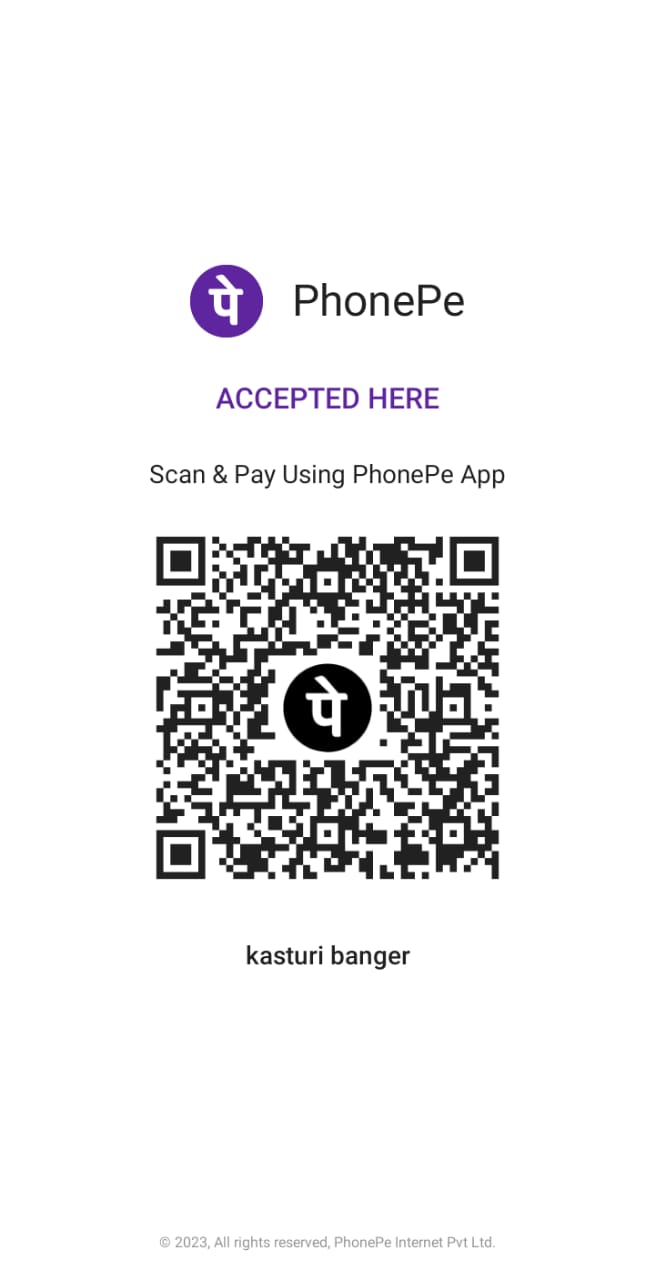 पे PhonePe
ACCEPTED HERE
Scan & Pay Using PhonePe App
पे
kasturi banger
© 2023, All rights reserved, PhonePe Internet Pvt Ltd.